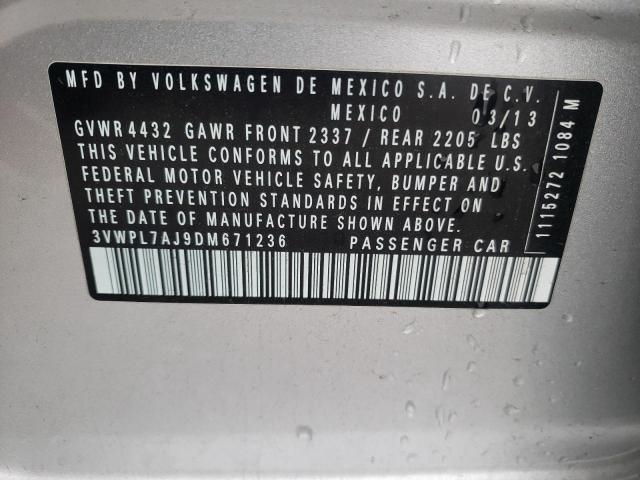 MFD BY VOLKSWAGEN DE MEXICO S.A. DE C.V.
MEXICO 03/13
GVWR 4432 GAWR FRONT 2337 / REAR 2205 LBS
THIS VEHICLE CONFORMS TO ALL APPLICABLE U.S.
FEDERAL MOTOR VEHICLE SAFETY, BUMPER AND
THEFT PREVENTION STANDARDS IN EFFECT ON
THE DATE OF MANUFACTURE SHOWN ABOVE.
3VWPL7AJ9DM671236 PASSENGER CAR
1115272 1084 M